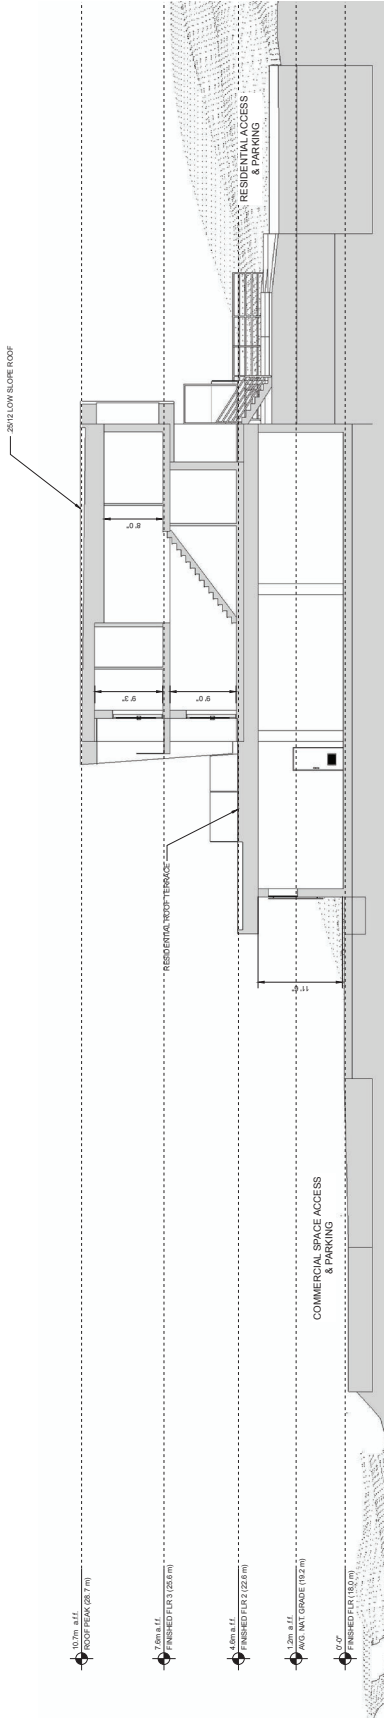 .25/12 LOW SLOPE ROOF
RESIDENTIAL ACCESS
& PARKING
8' 0"
9' 3"
9' 0"
RESIDENTIAL ROOF TERRACE
11' 0"
COMMERCIAL SPACE ACCESS
& PARKING
10.7m a.f.f.
ROOF PEAK (28.7 m)
7.6m a.f.f.
FINISHED FLR 3 (25.6 m)
4.6m a.f.f.
FINISHED FLR 2 (22.6 m)
1.2m a.f.f.
AVG. NAT. GRADE (19.2 m)
0' 0"
FINISHED FLR (18.0 m)